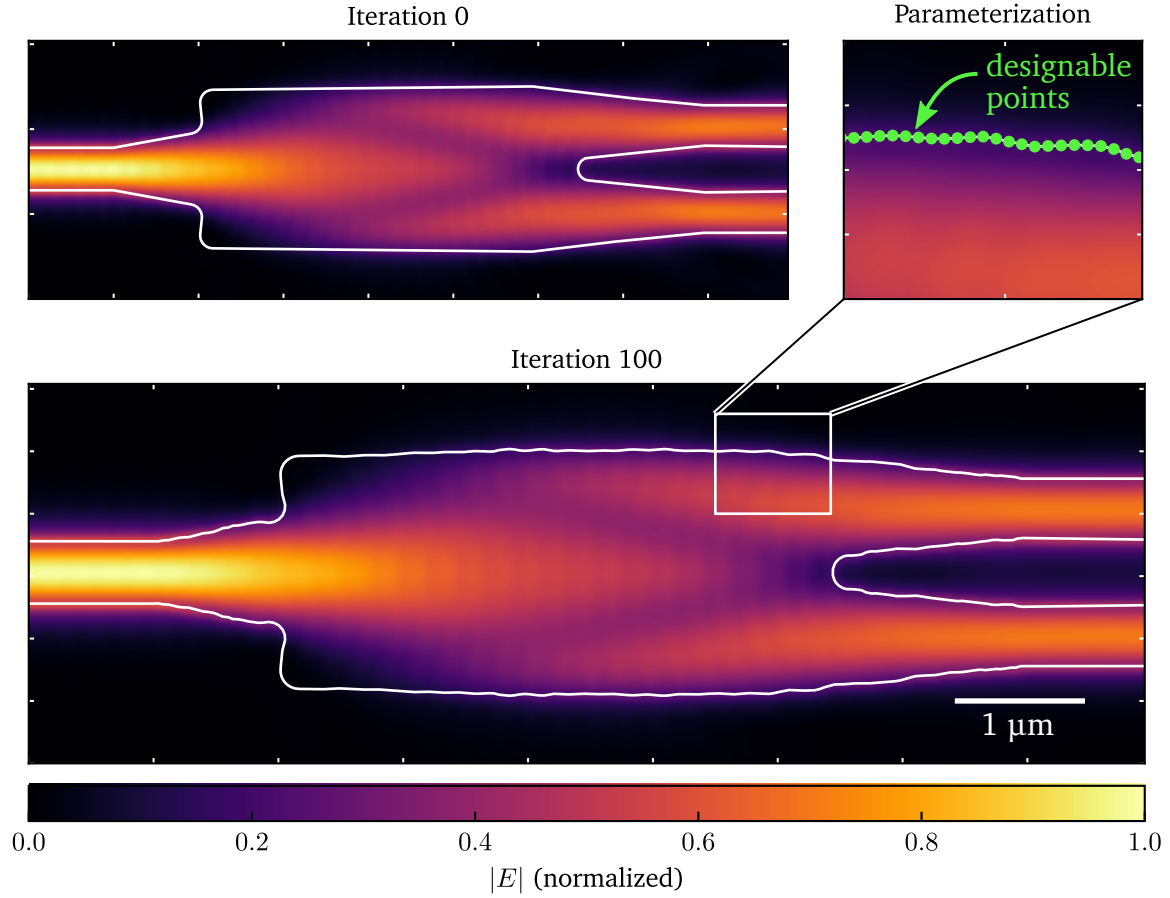 Iteration 0
Parameterization
designable
points
Iteration 100
1 μm
0.0 0.2 0.4 0.6 0.8 1.0
|E| (normalized)